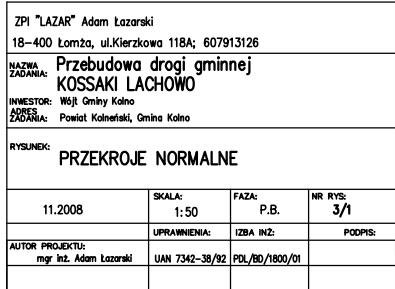 ZPI "LAZAR" Adam Łazarski
18-400 Łomża, ul.Kierzkowa 118A; 607913126
NAZWA ZADANIA: Przebudowa drogi gminnej
KOSSAKI LACHOWO
INWESTOR: Wójt Gminy Kolno
ADRES ZADANIA: Powiat Kolneński, Gmina Kolno
RYSUNEK:
PRZEKROJE NORMALNE
SKALA: FAZA: NR RYS:
11.2008 1:50 P.B. 3/1
UPRAWNIENIA: IZBA INŻ: PODPIS:
AUTOR PROJEKTU:
mgr inż. Adam Łazarski UAN 7342-38/92 PDL/BD/1800/01